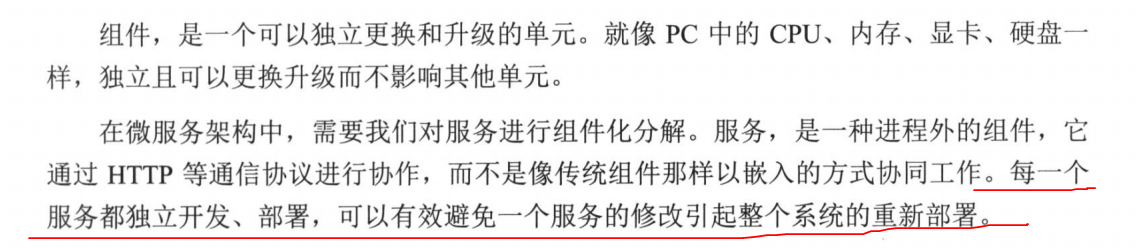 组件，是一个可以独立更换和升级的单元。就像 PC 中的 CPU、内存、显卡、硬盘一
样，独立且可以更换升级而不影响其他单元。
在微服务架构中，需要我们对服务进行组件化分解。服务，是一种进程外的组件，它
通过 HTTP 等通信协议进行协作，而不是像传统组件那样以嵌入的方式协同工作。每一个
服务都独立开发、部署，可以有效避免一个服务的修改引起整个系统的重新部署。